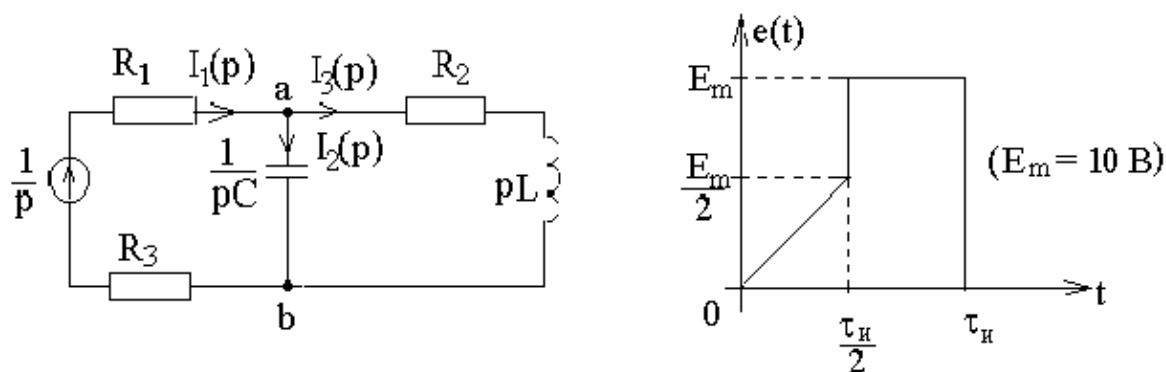 R₁ I₁(p) a I₃(p) R₂
1/p
1/pC
I₂(p)
pL
R₃
b
e(t)
Eₘ
Eₘ/2
(Eₘ = 10 В)
0
τи/2
τи
t